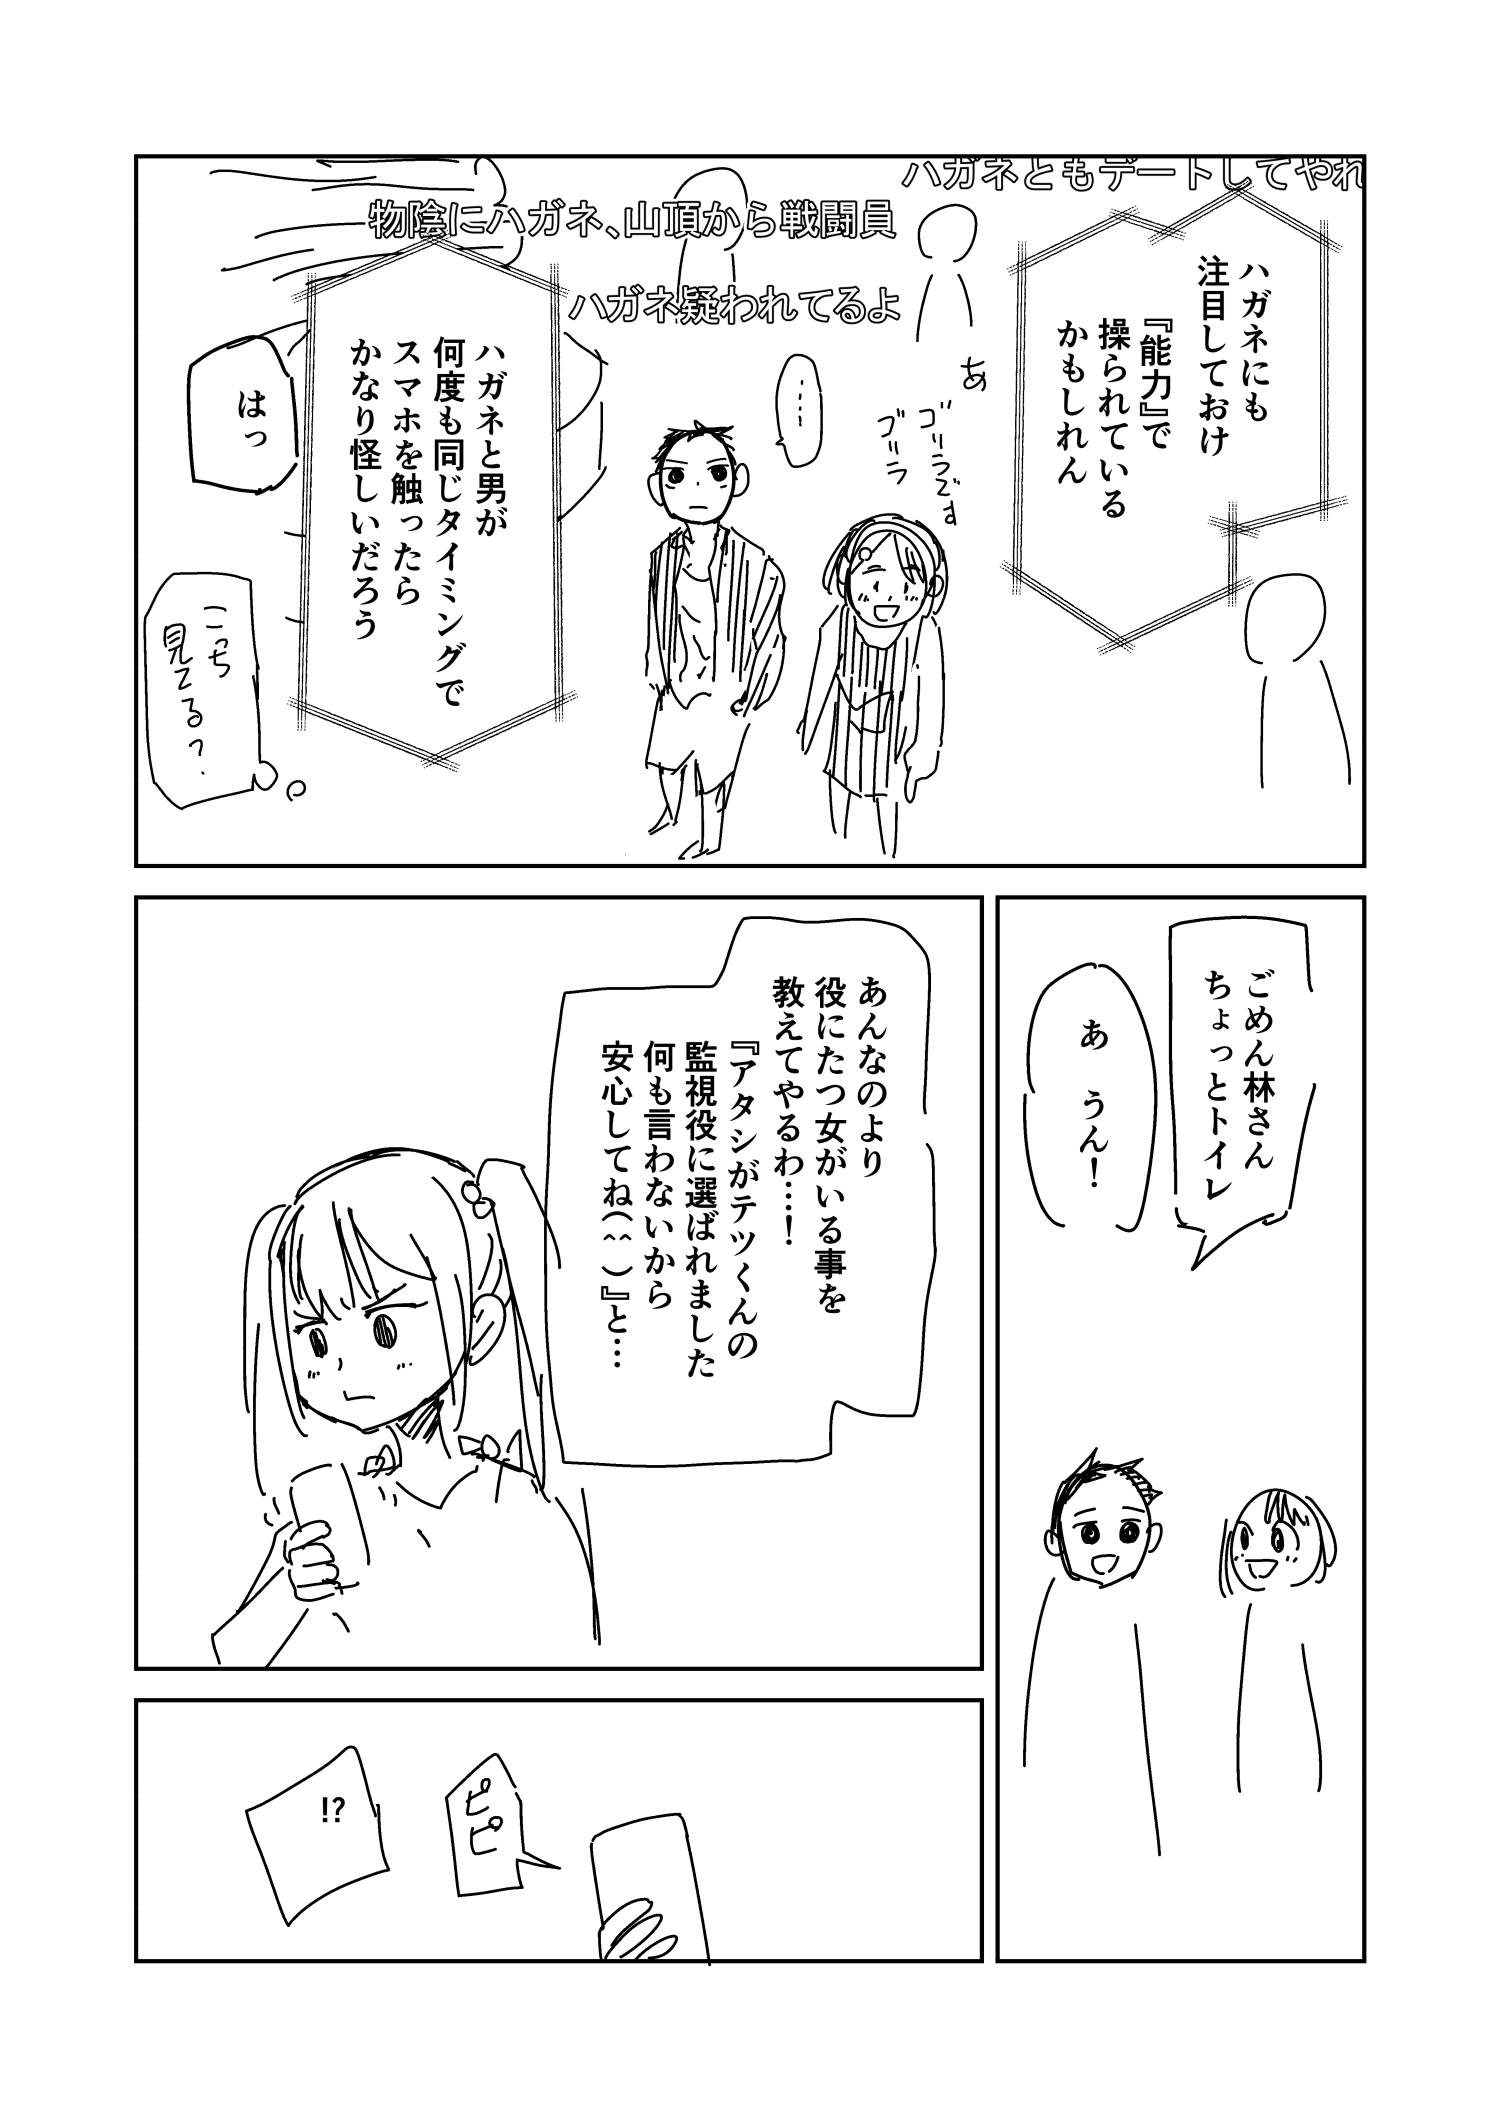 ハガネともデートしてやれ
物陰にハガネ、山頂から戦闘員
ハガネ疑われてるよ
ハガネにも
注目しておけ
『能力』で
操られている
かもしれん
あ
ゴリラです
ゴリラ
……
ハガネと男が
何度も同じタイミングで
スマホを触ったら
かなり怪しいだろう
はっ
こっち
見てる?
ごめん林さん
ちょっとトイレ
あ うん!
あんなのより
役にたつ女がいる事を
教えてやるわ…!
『アタシがテツくんの
監視役に選ばれました
何も言わないから
安心してね(^^)』と…
ピピ
!?